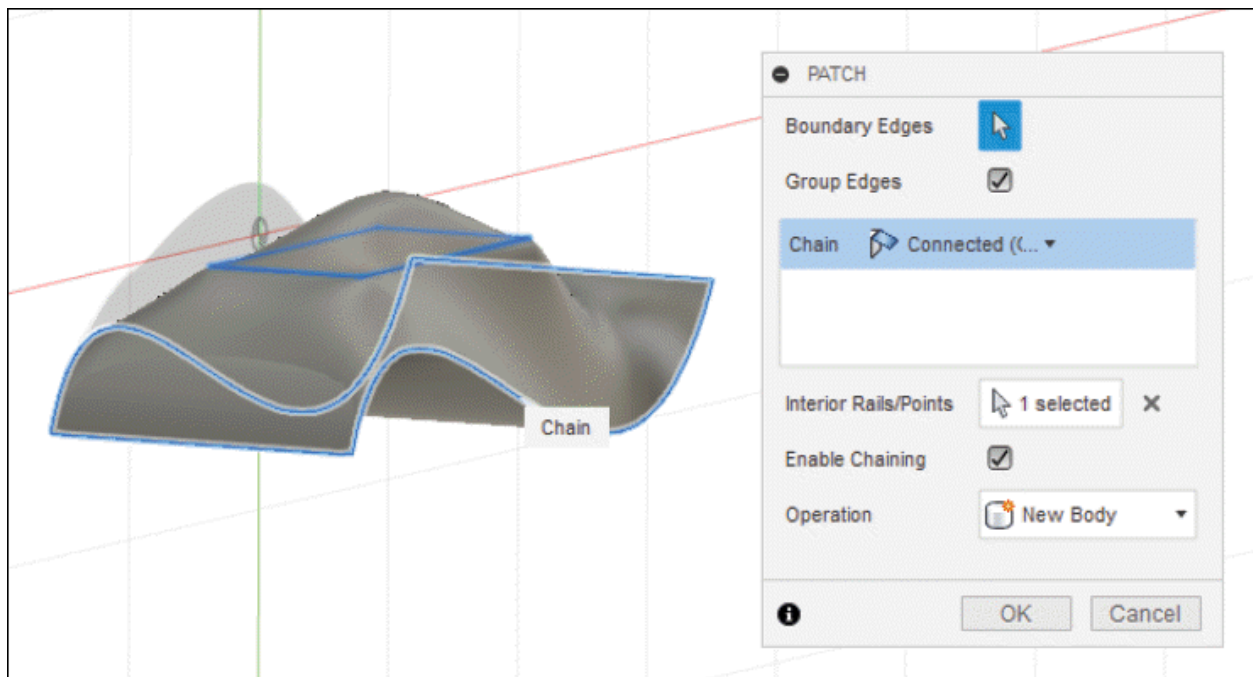 PATCH
Boundary Edges
Group Edges
Chain Connected ((... ▾
Interior Rails/Points 1 selected
Enable Chaining
Operation New Body
OK Cancel
Chain